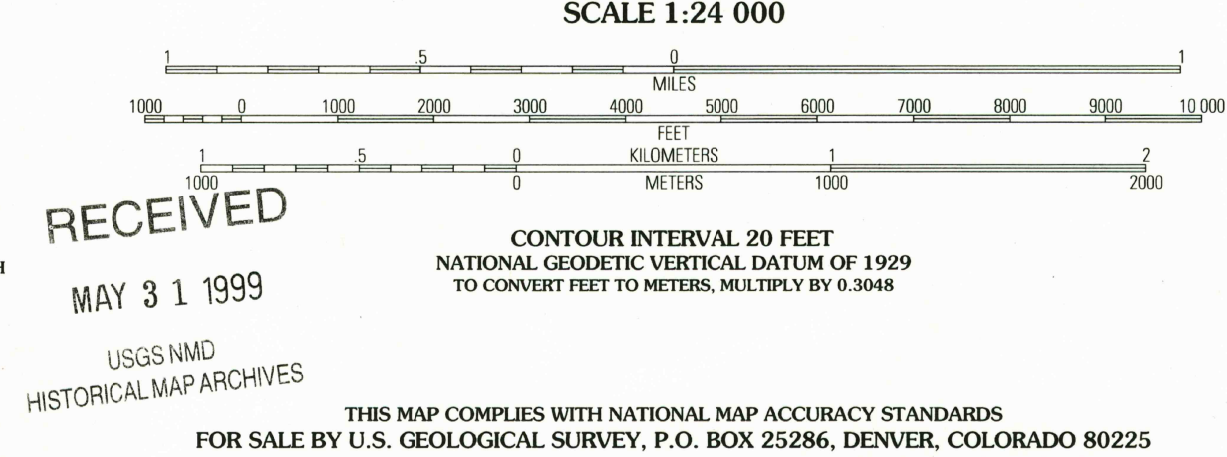 SCALE 1:24 000
1 .5 0 1
MILES
1000 0 1000 2000 3000 4000 5000 6000 7000 8000 9000 10 000
FEET
1 .5 0 KILOMETERS 1 2
1000 0 METERS 1000 2000
RECEIVED
MAY 3 1 1999
USGS NMD
HISTORICAL MAP ARCHIVES
CONTOUR INTERVAL 20 FEET
NATIONAL GEODETIC VERTICAL DATUM OF 1929
TO CONVERT FEET TO METERS, MULTIPLY BY 0.3048
THIS MAP COMPLIES WITH NATIONAL MAP ACCURACY STANDARDS
FOR SALE BY U.S. GEOLOGICAL SURVEY, P.O. BOX 25286, DENVER, COLORADO 80225